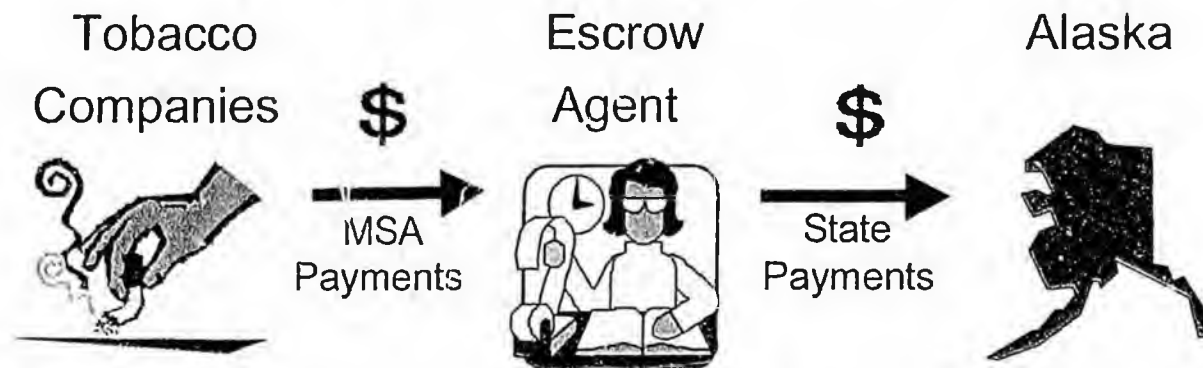 Tobacco
Companies
$
MSA
Payments
Escrow
Agent
$
State
Payments
Alaska